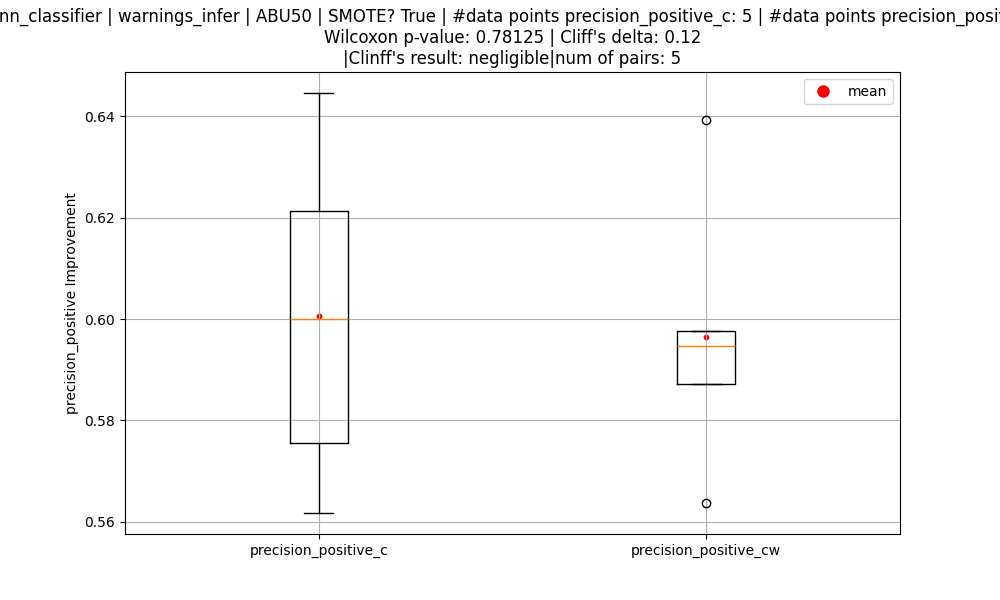 nn_classifier | warnings_infer | ABU50 | SMOTE? True | #data points precision_positive_c: 5 | #data points precision_posi
Wilcoxon p-value: 0.78125 | Cliff's delta: 0.12
|Clinff's result: negligible|num of pairs: 5
mean
0.64
0.62
0.60
0.58
0.56
precision_positive Improvement
precision_positive_c
precision_positive_cw